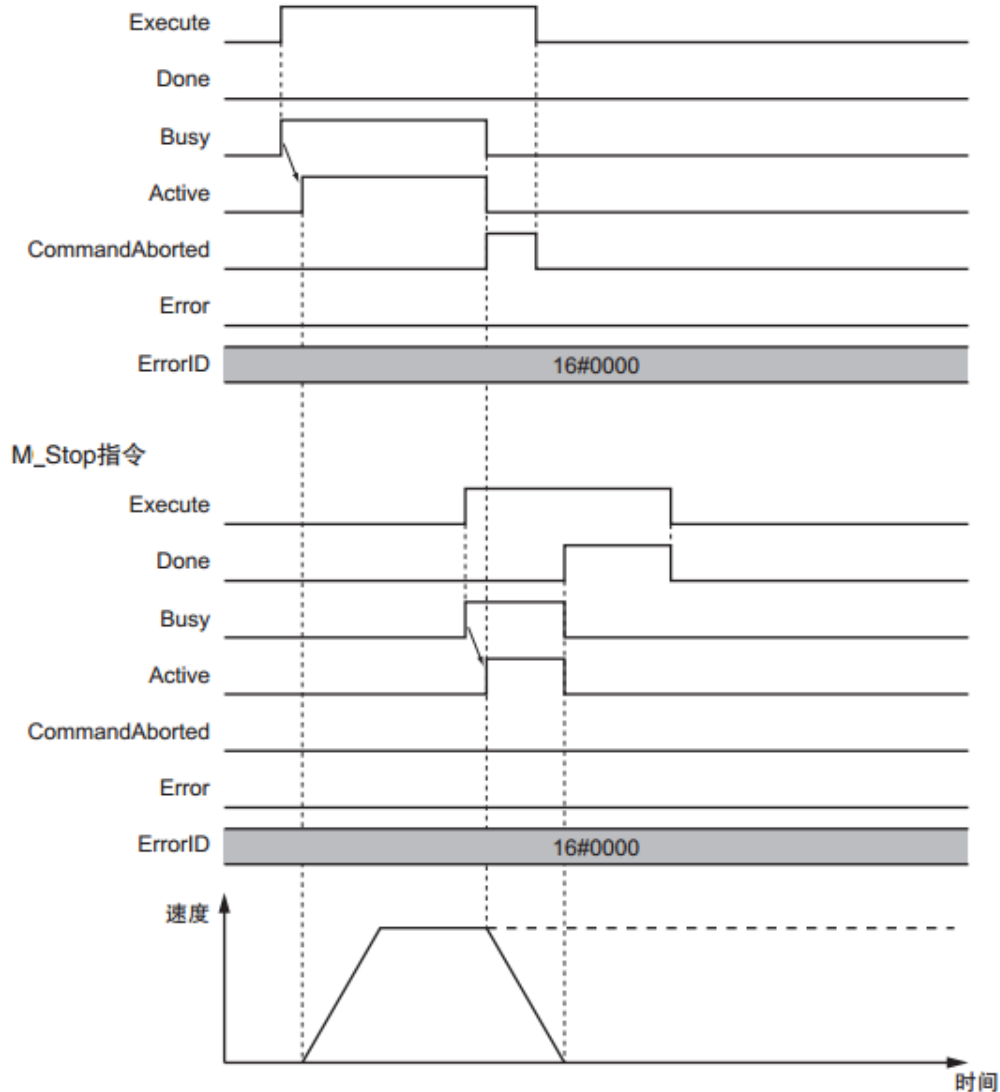 Execute
Done
Busy
Active
CommandAborted
Error
ErrorID
16#0000
M_Stop指令
Execute
Done
Busy
Active
CommandAborted
Error
ErrorID
16#0000
速度
时间